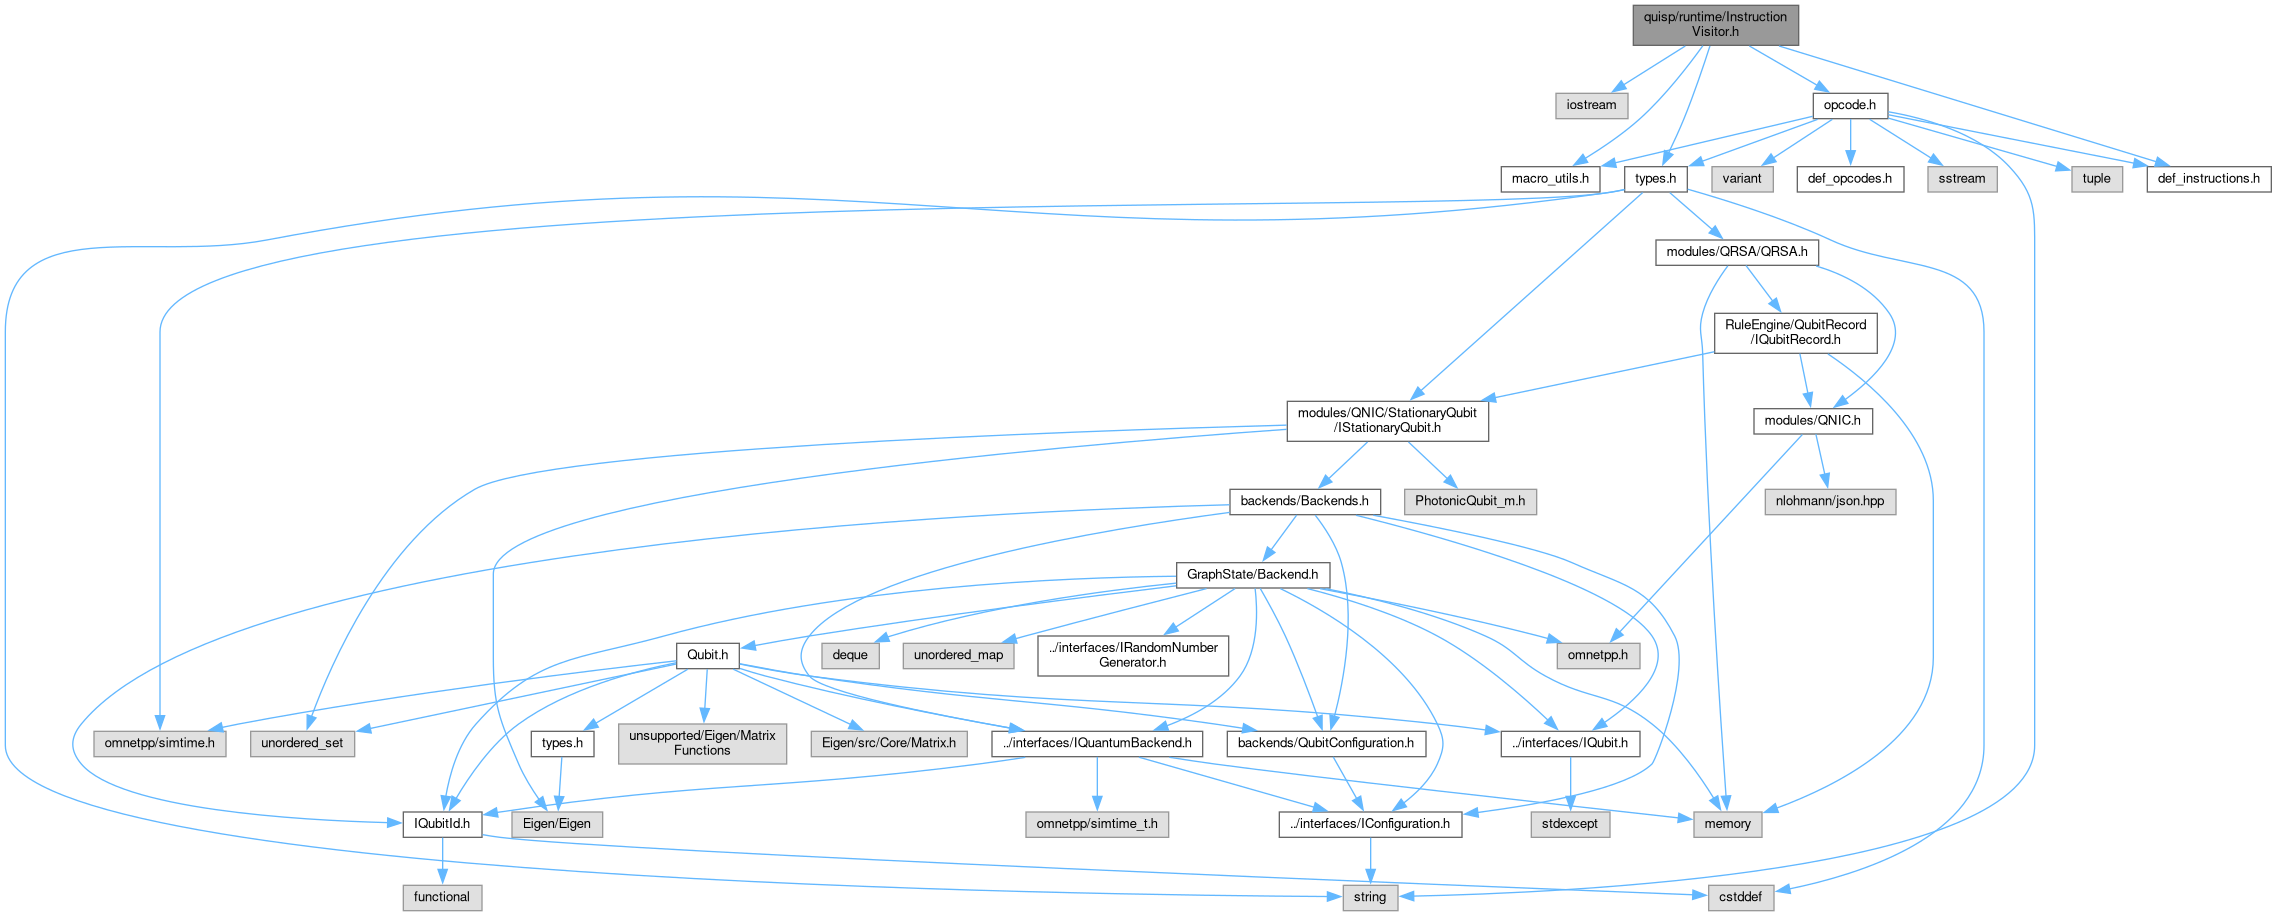 quisp/runtime/Instruction
Visitor.h
iostream
opcode.h
macro_utils.h
types.h
variant
def_opcodes.h
sstream
tuple
def_instructions.h
modules/QRSA/QRSA.h
RuleEngine/QubitRecord
/IQubitRecord.h
modules/QNIC/StationaryQubit
/IStationaryQubit.h
modules/QNIC.h
backends/Backends.h
PhotonicQubit_m.h
nlohmann/json.hpp
GraphState/Backend.h
Qubit.h
deque
unordered_map
../interfaces/IRandomNumber
Generator.h
omnetpp.h
omnetpp/simtime.h
unordered_set
types.h
unsupported/Eigen/Matrix
Functions
Eigen/src/Core/Matrix.h
../interfaces/IQuantumBackend.h
backends/QubitConfiguration.h
../interfaces/IQubit.h
IQubitId.h
Eigen/Eigen
omnetpp/simtime_t.h
../interfaces/IConfiguration.h
stdexcept
memory
functional
string
cstddef